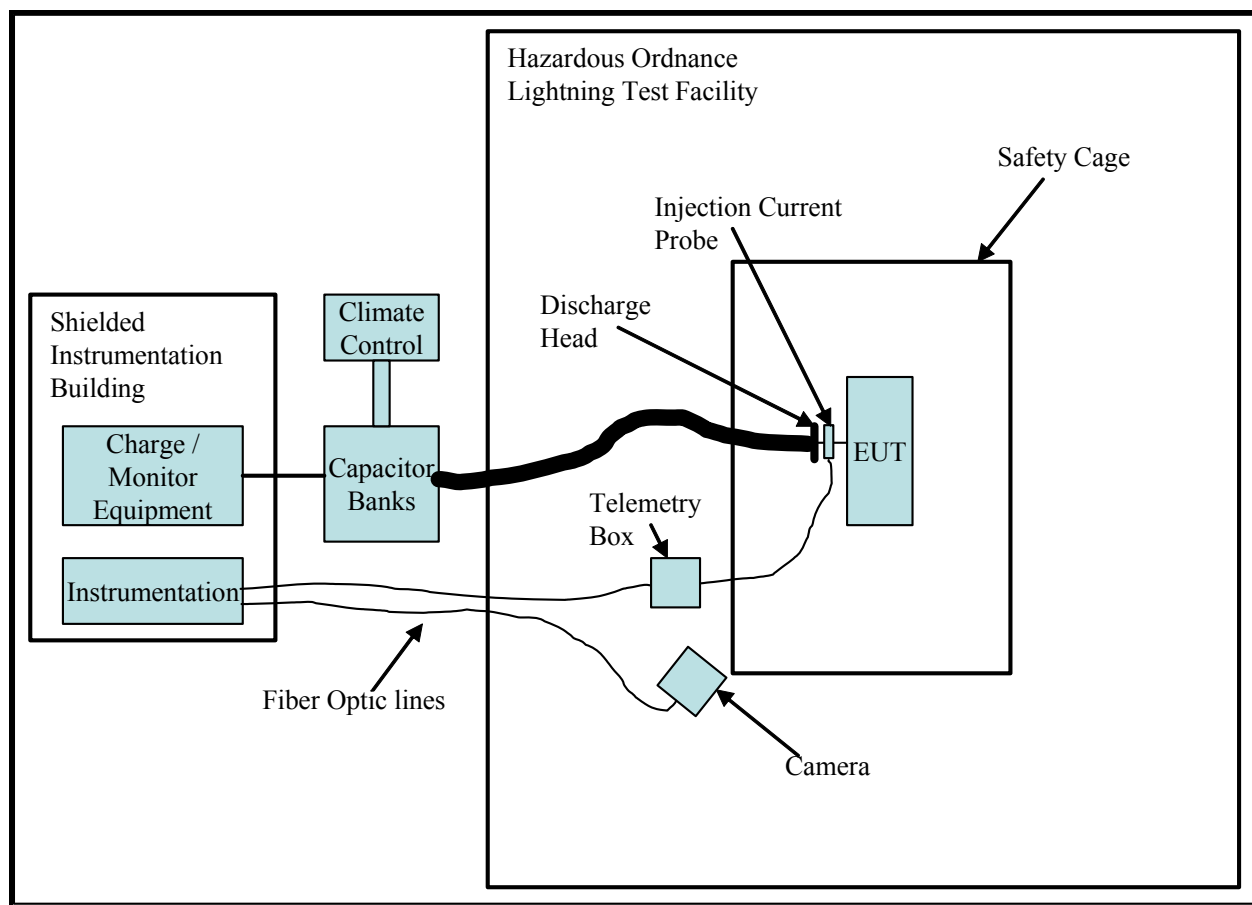 Hazardous Ordnance
Lightning Test Facility
Safety Cage
Injection Current
Probe
Discharge
Head
Shielded
Instrumentation
Building
Climate
Control
Charge /
Monitor
Equipment
Capacitor
Banks
EUT
Telemetry
Box
Instrumentation
Fiber Optic lines
Camera